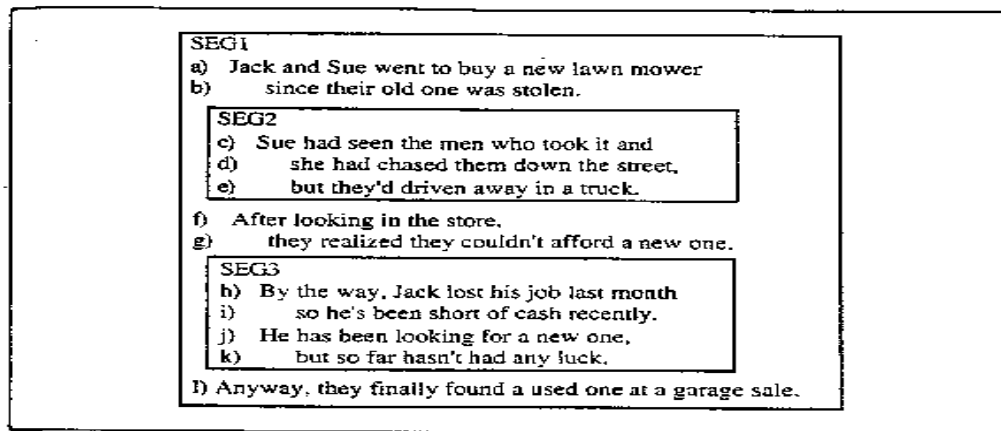 SEG1
a) Jack and Sue went to buy a new lawn mower
b) since their old one was stolen.
SEG2
c) Sue had seen the men who took it and
d) she had chased them down the street,
e) but they'd driven away in a truck.
f) After looking in the store,
g) they realized they couldn't afford a new one.
SEG3
h) By the way, Jack lost his job last month
i) so he's been short of cash recently.
j) He has been looking for a new one,
k) but so far hasn't had any luck.
l) Anyway, they finally found a used one at a garage sale.